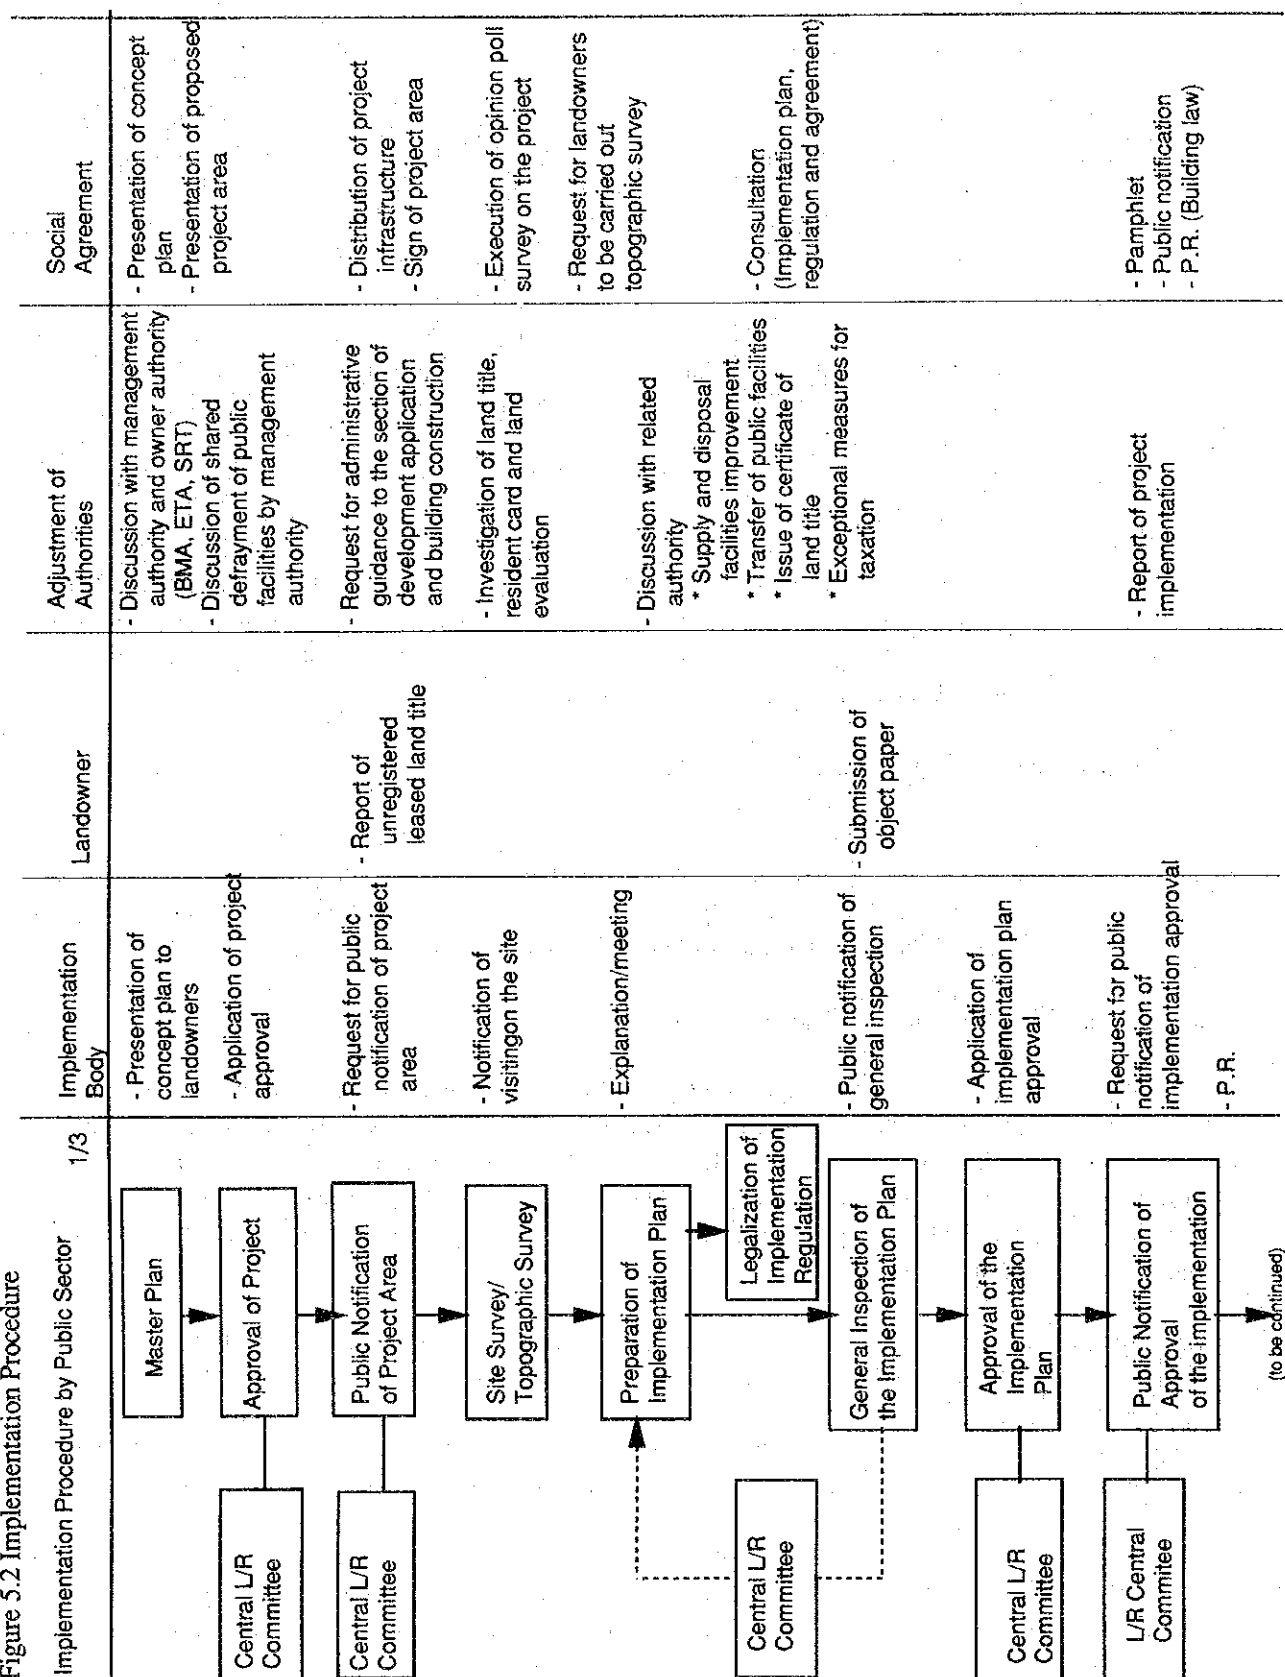 Figure 5.2 Implementation Procedure
Implementation Procedure by Public Sector 1/3
Implementation
Body
Landowner
Adjustment of
Authorities
Social
Agreement
Master Plan
- Presentation of
concept plan to
landowners
- Discussion with management
authority and owner authority
(BMA, ETA, SRT)
- Discussion of shared
defrayment of public
facilities by management
authority
- Presentation of concept
plan
- Presentation of proposed
project area
Central L/R
Committee
Approval of Project
- Application of project
approval
Central L/R
Committee
Public Notification
of Project Area
- Request for public
notification of project
area
- Report of
unregistered
leased land title
- Request for administrative
guidance to the section of
development application
and building construction
- Distribution of project
infrastructure
- Sign of project area
Site Survey/
Topographic Survey
- Notification of
visitingon the site
- Investigation of land title,
resident card and land
evaluation
- Execution of opinion poll
survey on the project
- Request for landowners
to be carried out
topographic survey
Preparation of
Implementation Plan
- Explanation/meeting
- Discussion with related
authority
* Supply and disposal
facilities improvement
* Transfer of public facilities
* Issue of certificate of
land title
* Exceptional measures for
taxation
Legalization of
Implementation
Regulation
- Consultation
(Implementation plan,
regulation and agreement)
Central L/R
Committee
General Inspection of
the Implementation Plan
- Public notification of
general inspection
- Submission of
object paper
Central L/R
Committee
Approval of the
Implementation
Plan
- Application of
implementation plan
approval
L/R Central
Commitee
Public Notification of
Approval
of the Implementation
- Request for public
notification of
implementation approval
- P.R.
- Report of project
implementation
- Pamphlet
- Public notification
- P.R. (Building law)
(to be continued)